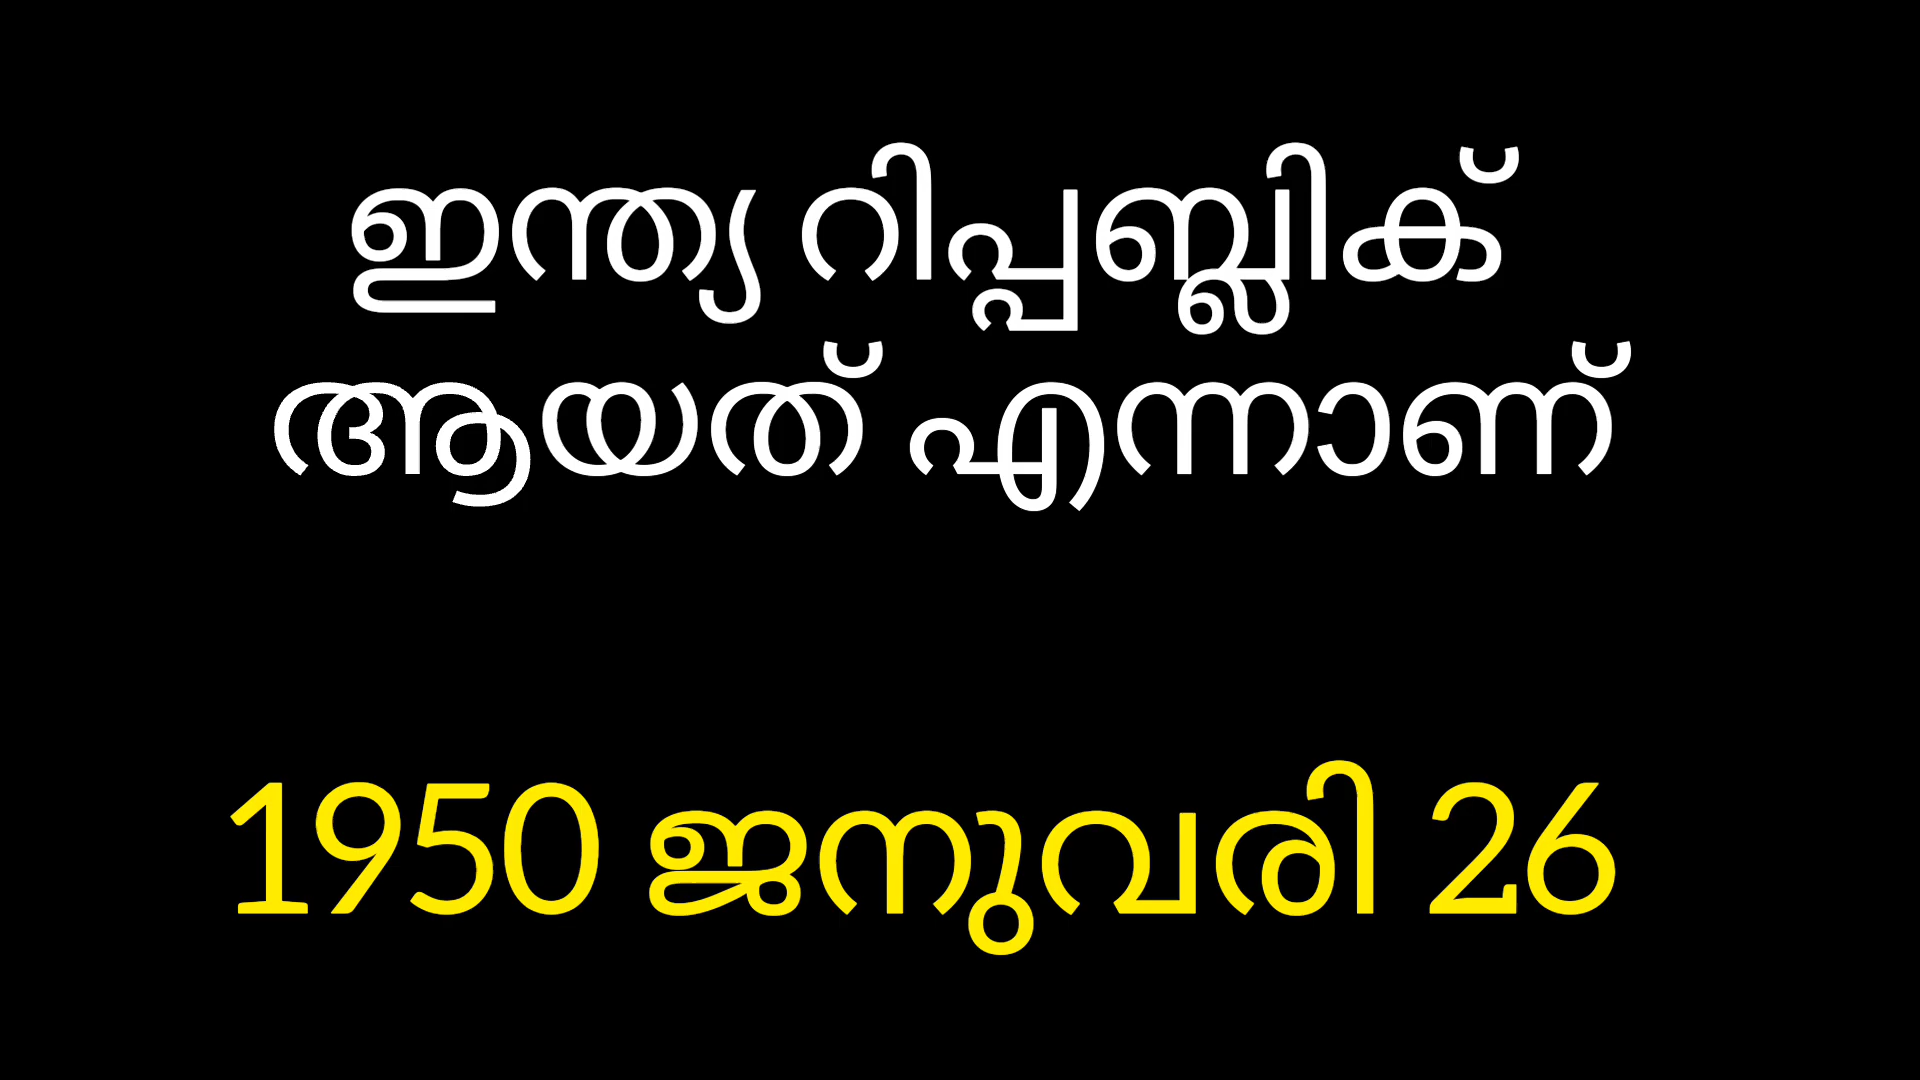 ഇന്ത്യ റിപ്പബ്ലിക്
ആയത് എന്നാണ്
1950 ജനുവരി 26